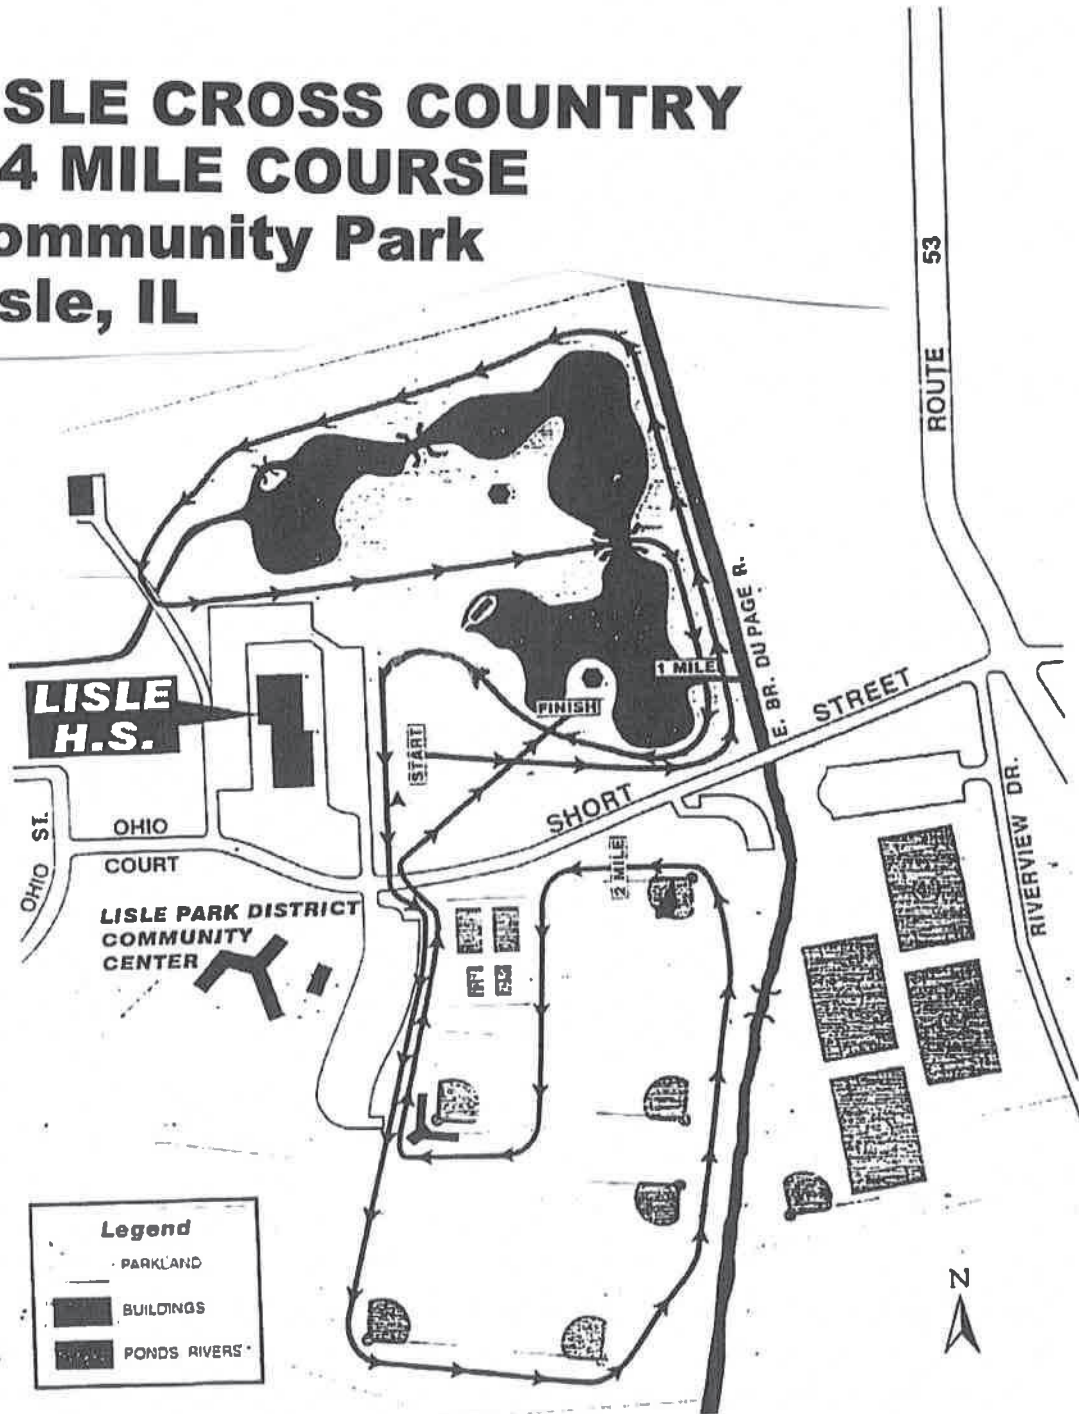 SLE CROSS COUNTRY
4 MILE COURSE
ommunity Park
sle, IL
ROUTE 53
E. BR. DU PAGE R.
1 MILE
LISLE
H.S.
FINISH
START
SHORT STREET
RIVERVIEW DR.
OHIO ST.
OHIO
COURT
2 MILE
LISLE PARK DISTRICT
COMMUNITY
CENTER
Legend
PARKLAND
BUILDINGS
PONDS RIVERS
N